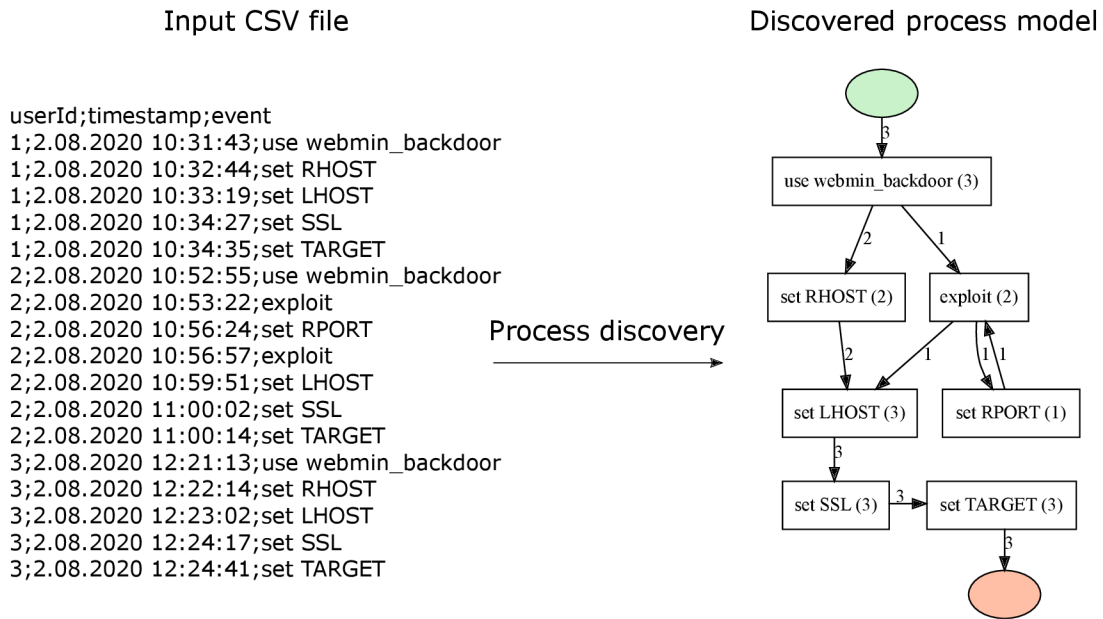 Input CSV file
Discovered process model
userId;timestamp;event
1;2.08.2020 10:31:43;use webmin_backdoor
1;2.08.2020 10:32:44;set RHOST
1;2.08.2020 10:33:19;set LHOST
1;2.08.2020 10:34:27;set SSL
1;2.08.2020 10:34:35;set TARGET
2;2.08.2020 10:52:55;use webmin_backdoor
2;2.08.2020 10:53:22;exploit
2;2.08.2020 10:56:24;set RPORT
2;2.08.2020 10:56:57;exploit
2;2.08.2020 10:59:51;set LHOST
2;2.08.2020 11:00:02;set SSL
2;2.08.2020 11:00:14;set TARGET
3;2.08.2020 12:21:13;use webmin_backdoor
3;2.08.2020 12:22:14;set RHOST
3;2.08.2020 12:23:02;set LHOST
3;2.08.2020 12:24:17;set SSL
3;2.08.2020 12:24:41;set TARGET
Process discovery
3
use webmin_backdoor (3)
2 1
set RHOST (2) exploit (2)
2 1 1 1
set LHOST (3) set RPORT (1)
3
set SSL (3) 3 set TARGET (3)
3